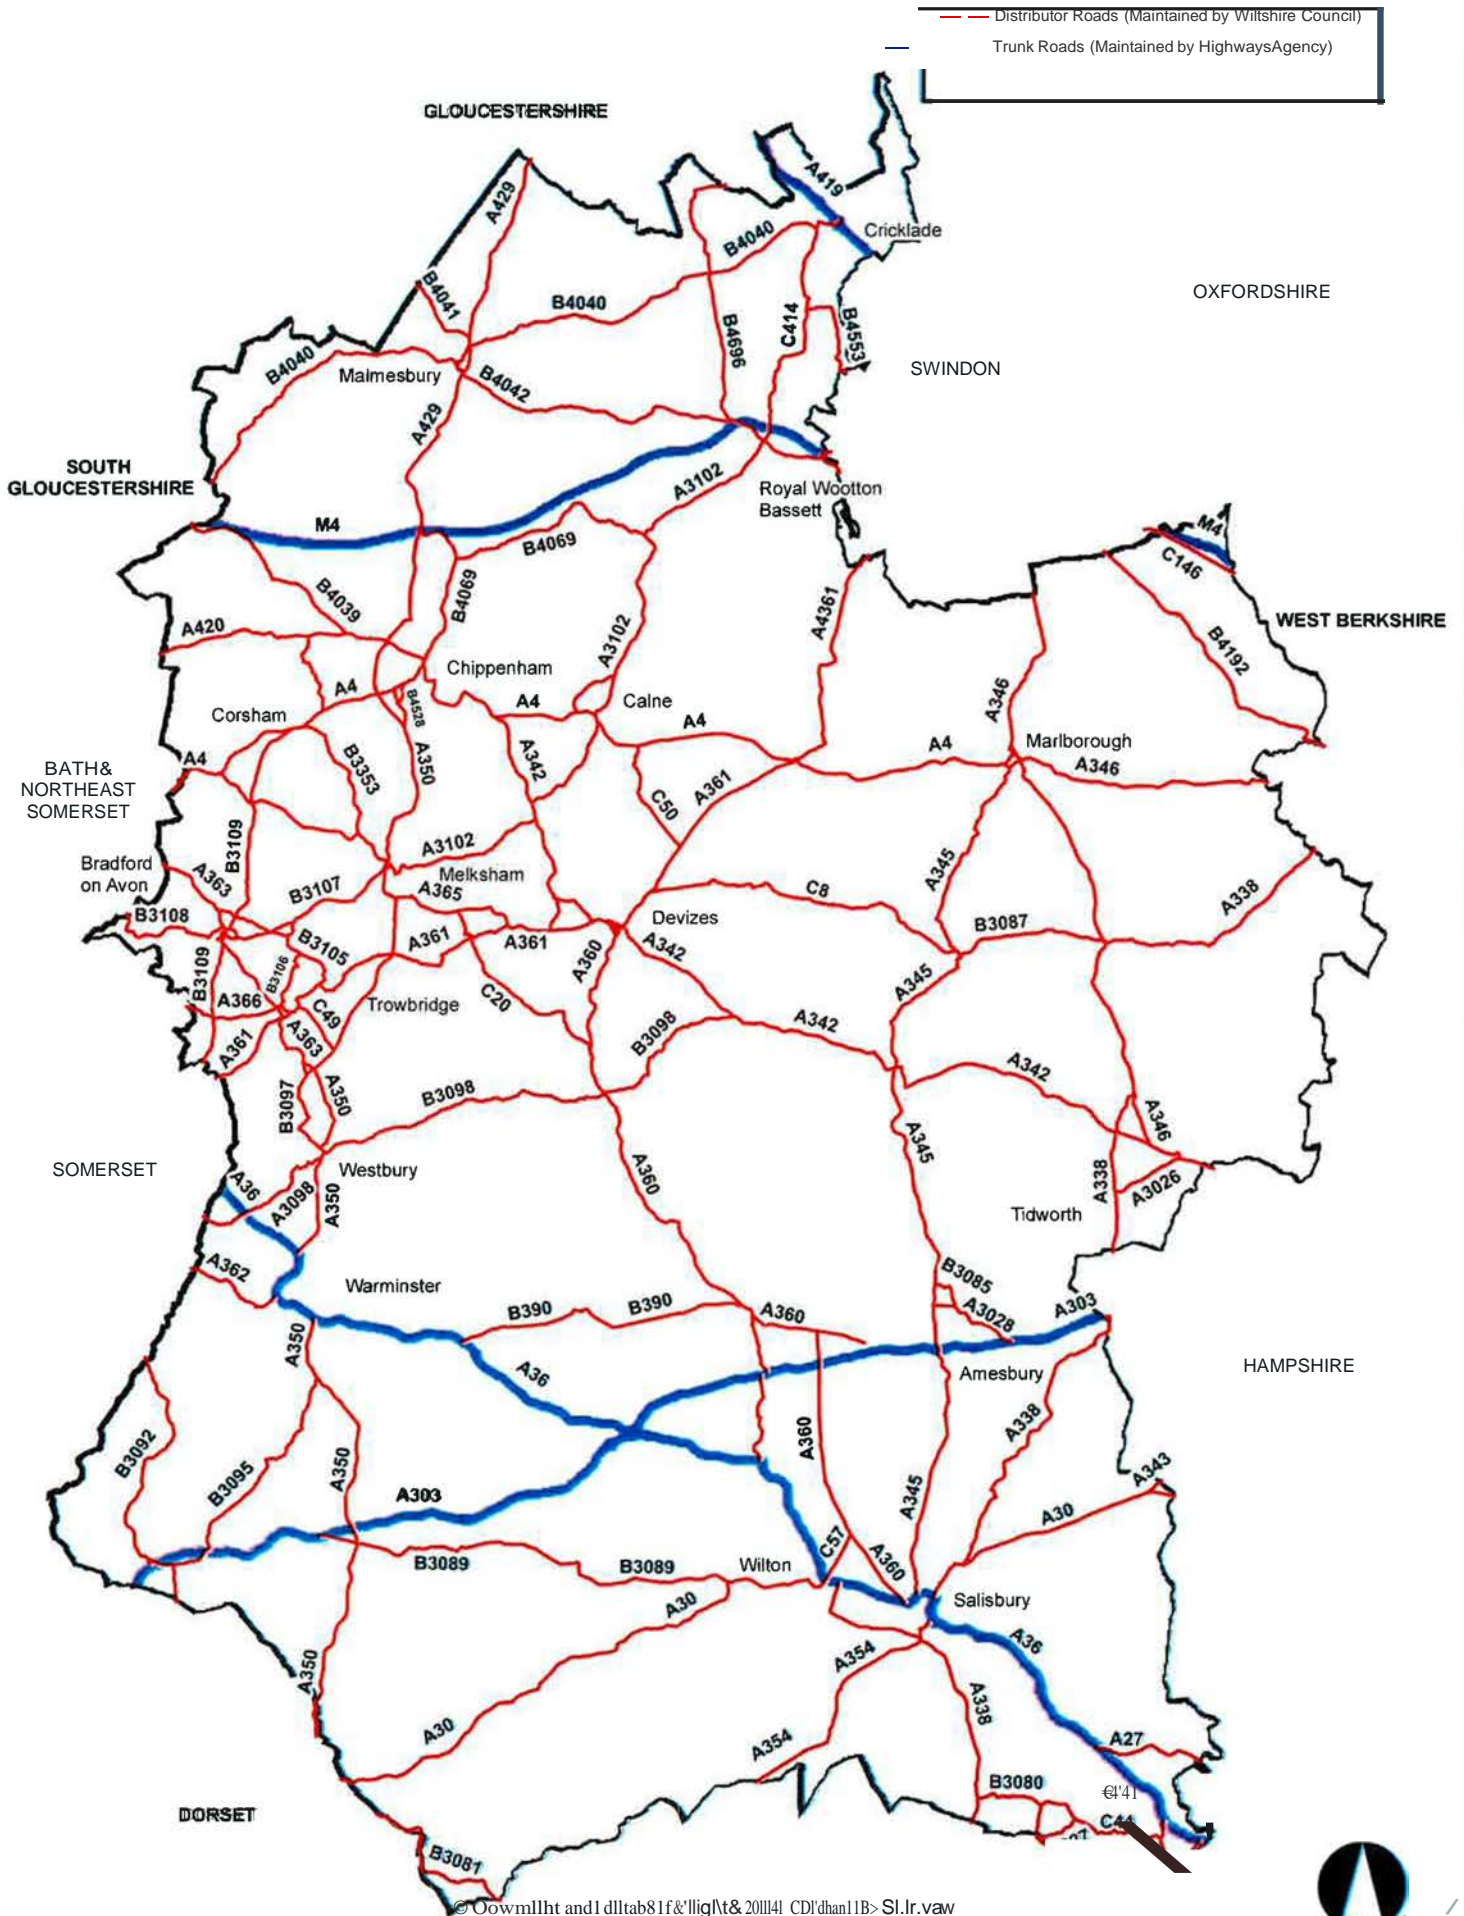 Distributor Roads (Maintained by Wiltshire Council)
Trunk Roads (Maintained by HighwaysAgency)
GLOUCESTERSHIRE
A429
A419
Cricklade
B4040
B4041
B4040
OXFORDSHIRE
B4696
C414
B4553
B4040
Malmesbury
B4042
SWINDON
A429
SOUTH
GLOUCESTERSHIRE
A3102
Royal Wootton
Bassett
M4
B4069
M4
C146
B4039
B4069
A420
A3102
A4361
WEST BERKSHIRE
B4192
Chippenham
A4
B4528
A4
Calne
A346
Corsham
A4
A4
Marlborough
A4
B3353
A350
A342
A346
BATH&
NORTHEAST
SOMERSET
C50
A361
B3109
A3102
Bradford
on Avon
A363
B3107
Melksham
A365
C8
A345
A338
B3108
Devizes
B3087
B3105
A361
A361
A360
A342
B3109
B3106
A345
A366
C49
Trowbridge
C20
A342
A361
A363
B3098
A342
B3097
A350
B3098
A345
A346
SOMERSET
Westbury
A360
A338
A3026
A36
A3098
A350
Tidworth
A362
Warminster
B3085
A3028
A303
B390
B390
A360
A350
A36
Amesbury
HAMPSHIRE
B3092
A360
A338
B3095
A350
A343
A303
A345
A30
C57
A360
B3089
B3089
Wilton
Salisbury
A30
A36
A350
A354
A338
A30
A354
A27
B3080
€4'41
DORSET
B3081